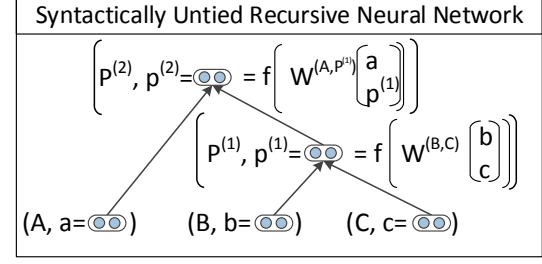 Syntactically Untied Recursive Neural Network
(P⁽²⁾, p⁽²⁾= = f(W⁽ᴬ,ᴾ⁽¹⁾⁾ [a p⁽¹⁾]))
(P⁽¹⁾, p⁽¹⁾= = f(W⁽ᴮ,ꟲ⁾ [b c]))
(A, a= ) (B, b= ) (C, c= )